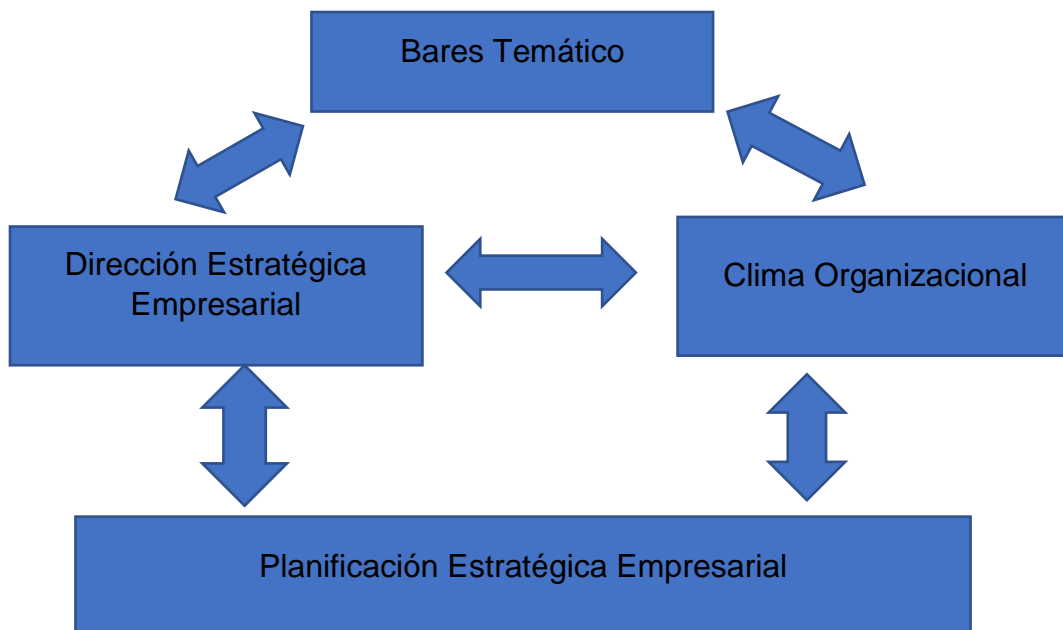 Bares Temático
Dirección Estratégica
Empresarial
Clima Organizacional
Planificación Estratégica Empresarial